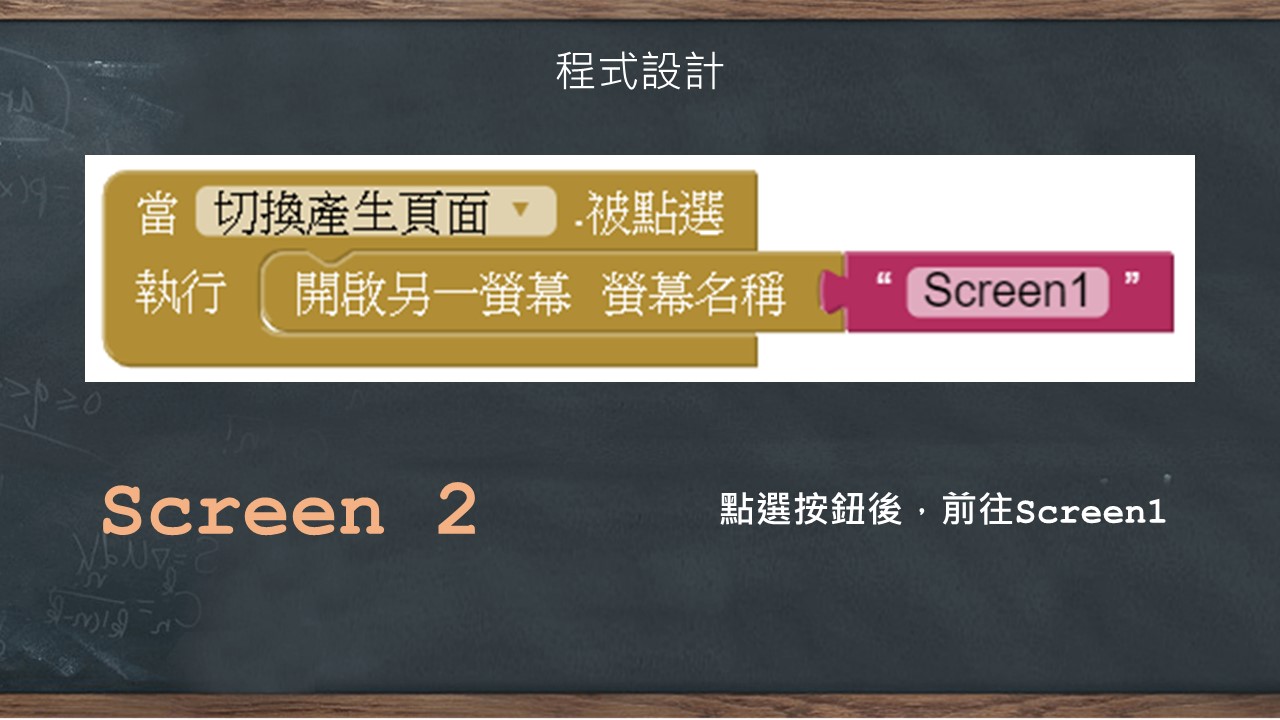 程式設計
當 切換產生頁面 .被點選
執行 開啟另一螢幕 螢幕名稱 “ Screen1 ”
Screen 2
點選按鈕後，前往Screen1